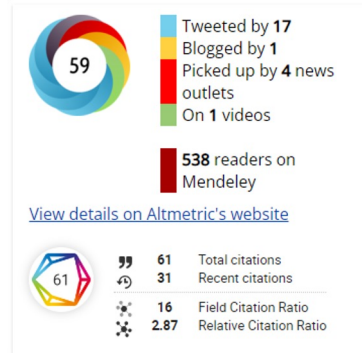 59
Tweeted by 17
Blogged by 1
Picked up by 4 news
outlets
On 1 videos
538 readers on
Mendeley
View details on Altmetric's website
61
61 Total citations
31 Recent citations
16 Field Citation Ratio
2.87 Relative Citation Ratio